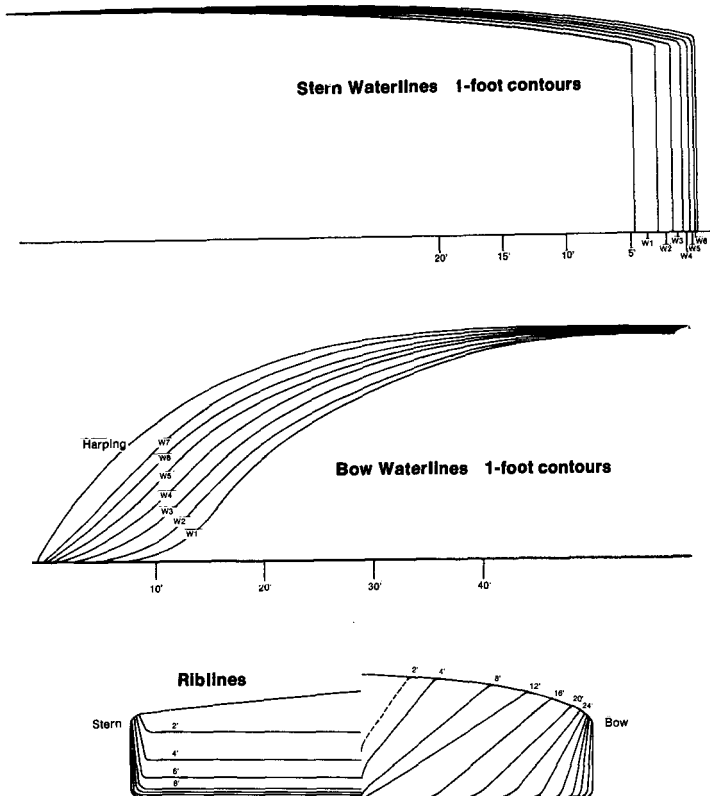 Stern Waterlines 1-foot contours
20' 15' 10' 5' W1 W2 W3 W4 W5 W6
Harping
W7
W6
W5
W4
W3
W2
W1
Bow Waterlines 1-foot contours
10' 20' 30' 40'
Riblines
2' 4' 8' 12' 16' 20' 24'
Stern
Bow
2'
4'
6'
8'